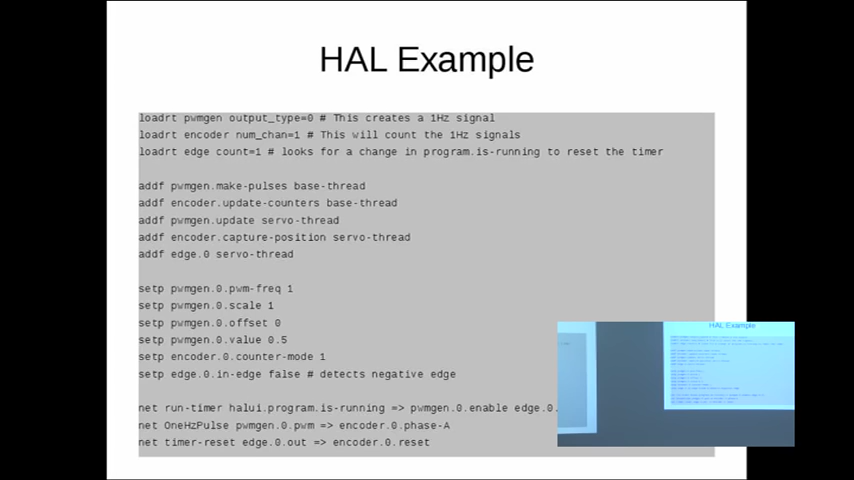 HAL Example
loadrt pwmgen output_type=0 # This creates a 1Hz signal
loadrt encoder num_chan=1 # This will count the 1Hz signals
loadrt edge count=1 # looks for a change in program.is-running to reset the timer
addf pwmgen.make-pulses base-thread
addf encoder.update-counters base-thread
addf pwmgen.update servo-thread
addf encoder.capture-position servo-thread
addf edge.0 servo-thread
setp pwmgen.0.pwm-freq 1
setp pwmgen.0.scale 1
setp pwmgen.0.offset 0
setp pwmgen.0.value 0.5
setp encoder.0.counter-mode 1
setp edge.0.in-edge false # detects negative edge
net run-timer halui.program.is-running => pwmgen.0.enable edge.0.
net OneHzPulse pwmgen.0.pwm => encoder.0.phase-A
net timer-reset edge.0.out => encoder.0.reset
HAL Example